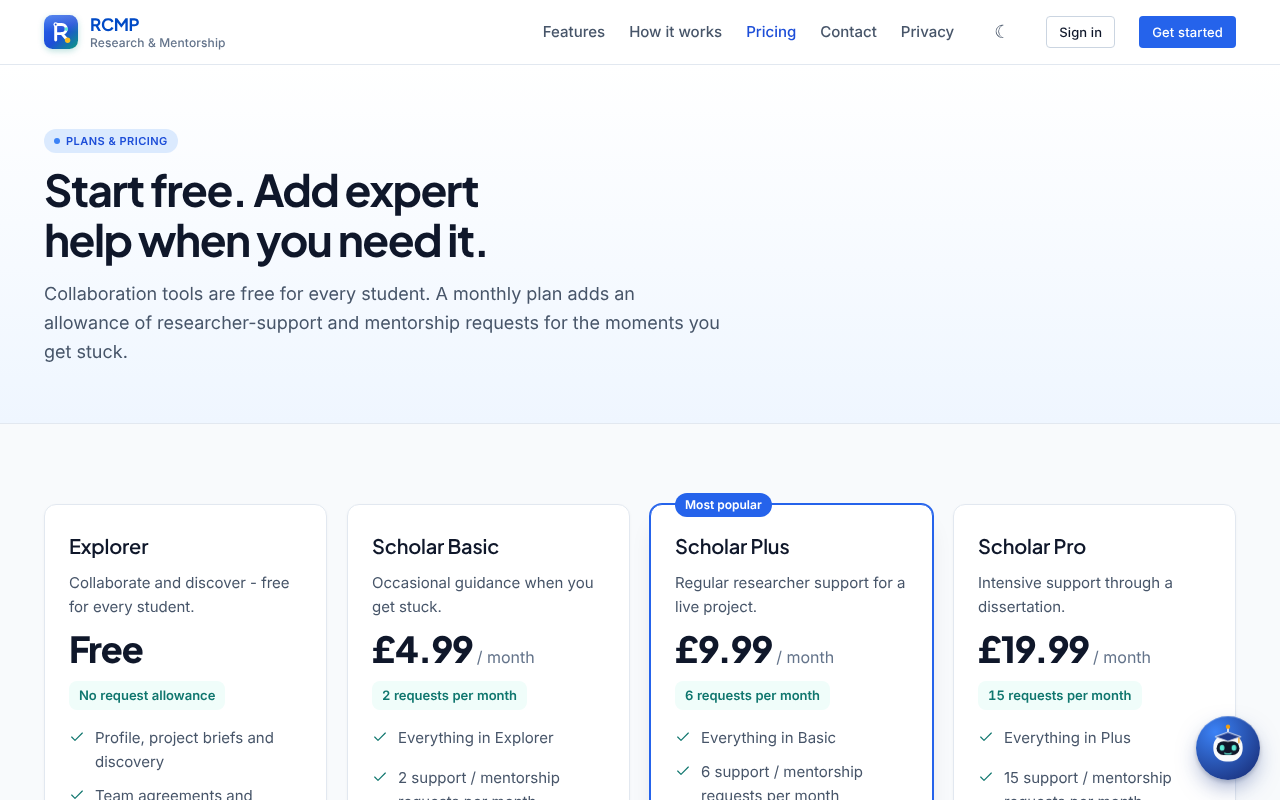 RCMP
Research & Mentorship
Features
How it works
Pricing
Contact
Privacy
Sign in
Get started
PLANS & PRICING
Start free. Add expert
help when you need it.
Collaboration tools are free for every student. A monthly plan adds an
allowance of researcher-support and mentorship requests for the moments you
get stuck.
Explorer
Collaborate and discover - free
for every student.
Free
No request allowance
Profile, project briefs and
discovery
Team agreements and
Scholar Basic
Occasional guidance when you
get stuck.
£4.99 / month
2 requests per month
Everything in Explorer
2 support / mentorship
requests per month
Most popular
Scholar Plus
Regular researcher support for a
live project.
£9.99 / month
6 requests per month
Everything in Basic
6 support / mentorship
requests per month
Scholar Pro
Intensive support through a
dissertation.
£19.99 / month
15 requests per month
Everything in Plus
15 support / mentorship
requests per month